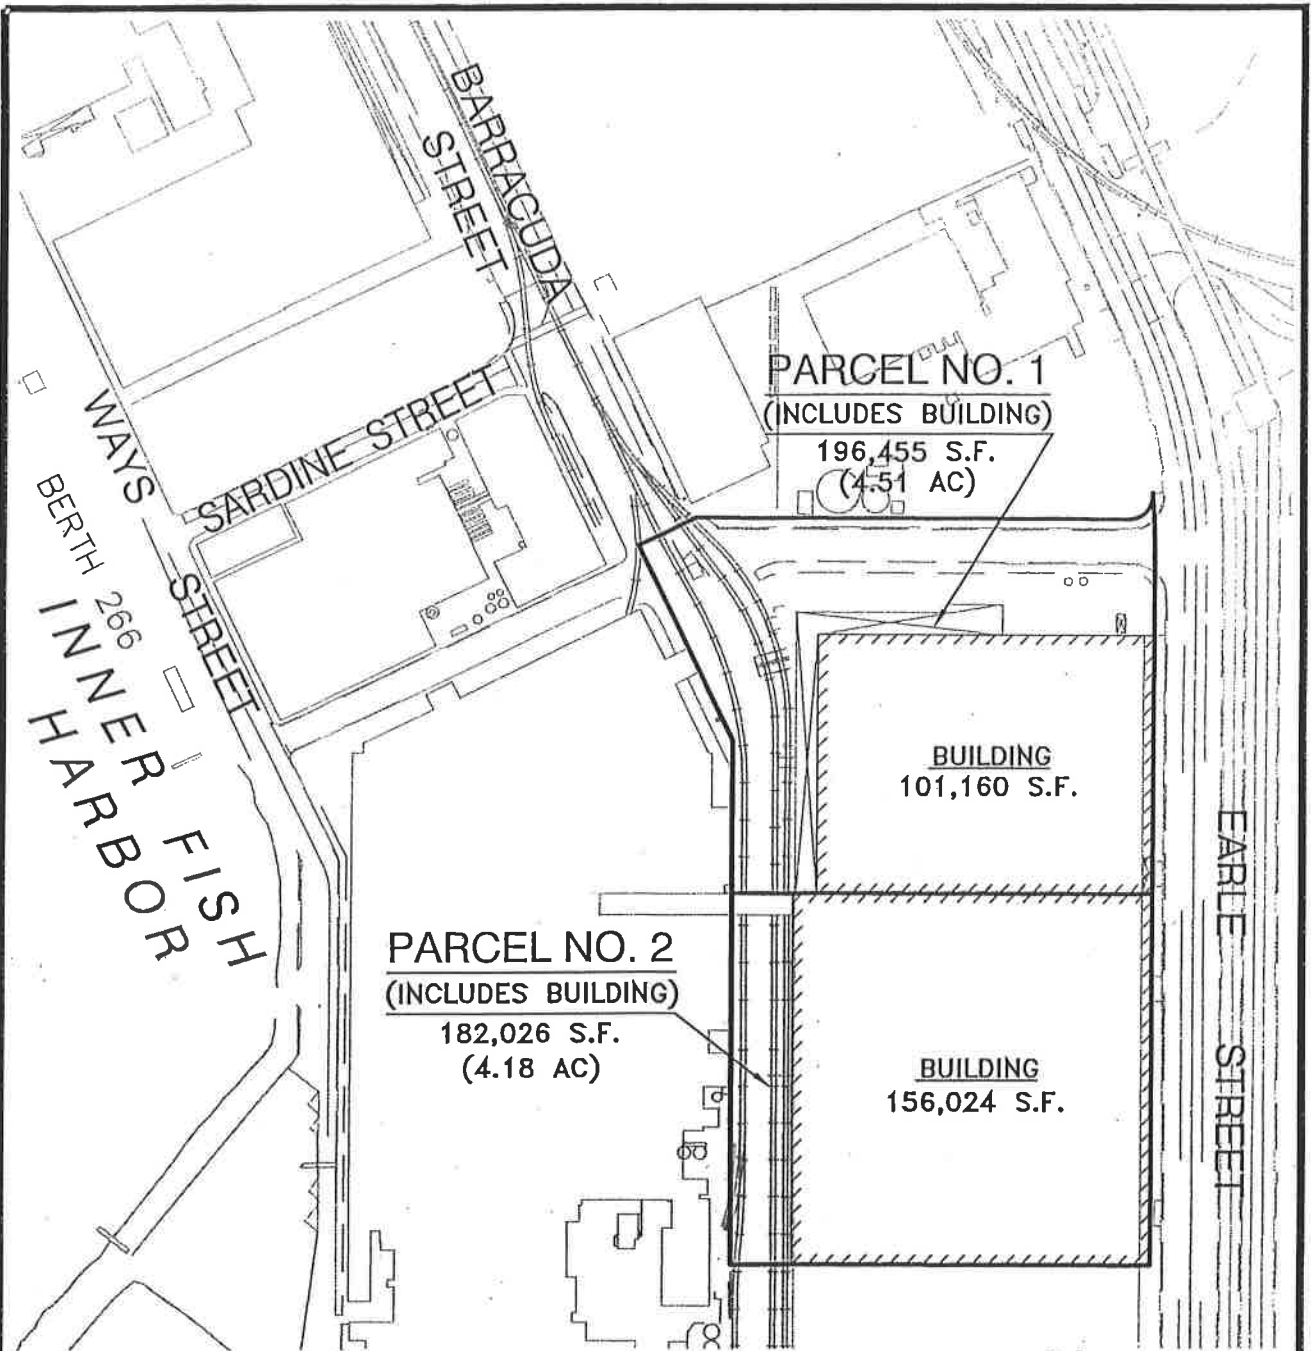 BARRACUDA
STREET
PARCEL NO. 1
(INCLUDES BUILDING)
196,455 S.F.
(4.51 AC)
WAYS
STREET
SARDINE STREET
BERTH 266
INNER FISH
HARBOR
BUILDING
101,160 S.F.
EARLE STREET
PARCEL NO. 2
(INCLUDES BUILDING)
182,026 S.F.
(4.18 AC)
BUILDING
156,024 S.F.